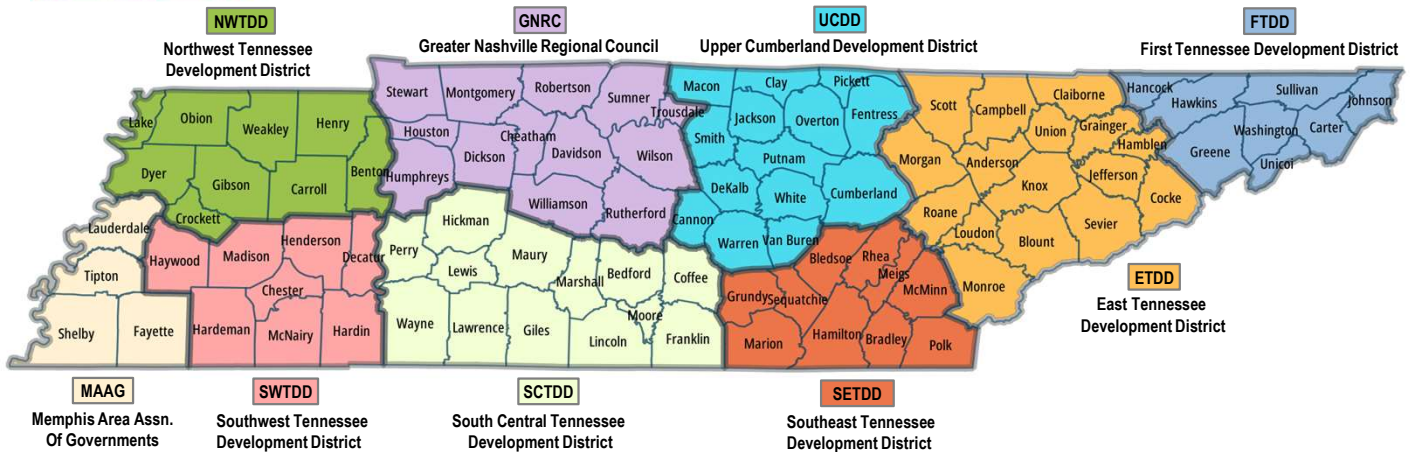 NWTDD
Northwest Tennessee
Development District
GNRC
Greater Nashville Regional Council
UCDD
Upper Cumberland Development District
FTDD
First Tennessee Development District
Lake
Obion
Weakley
Henry
Dyer
Gibson
Carroll
Benton
Crockett
Stewart
Montgomery
Robertson
Sumner
Trousdale
Houston
Cheatham
Dickson
Davidson
Wilson
Humphreys
Williamson
Rutherford
Macon
Clay
Pickett
Jackson
Overton
Fentress
Smith
Putnam
DeKalb
White
Cumberland
Cannon
Warren
Van Buren
Scott
Campbell
Claiborne
Union
Grainger
Hamblen
Morgan
Anderson
Jefferson
Knox
Cocke
Roane
Loudon
Blount
Sevier
Monroe
Hancock
Hawkins
Sullivan
Johnson
Washington
Carter
Greene
Unicoi
Lauderdale
Tipton
Shelby
Fayette
Haywood
Madison
Henderson
Decatur
Chester
Hardeman
McNairy
Hardin
Hickman
Perry
Lewis
Maury
Marshall
Bedford
Coffee
Moore
Wayne
Lawrence
Giles
Lincoln
Franklin
Bledsoe
Rhea
Meigs
McMinn
Grundy
Sequatchie
Marion
Hamilton
Bradley
Polk
ETDD
East Tennessee
Development District
MAAG
Memphis Area Assn.
Of Governments
SWTDD
Southwest Tennessee
Development District
SCTDD
South Central Tennessee
Development District
SETDD
Southeast Tennessee
Development District